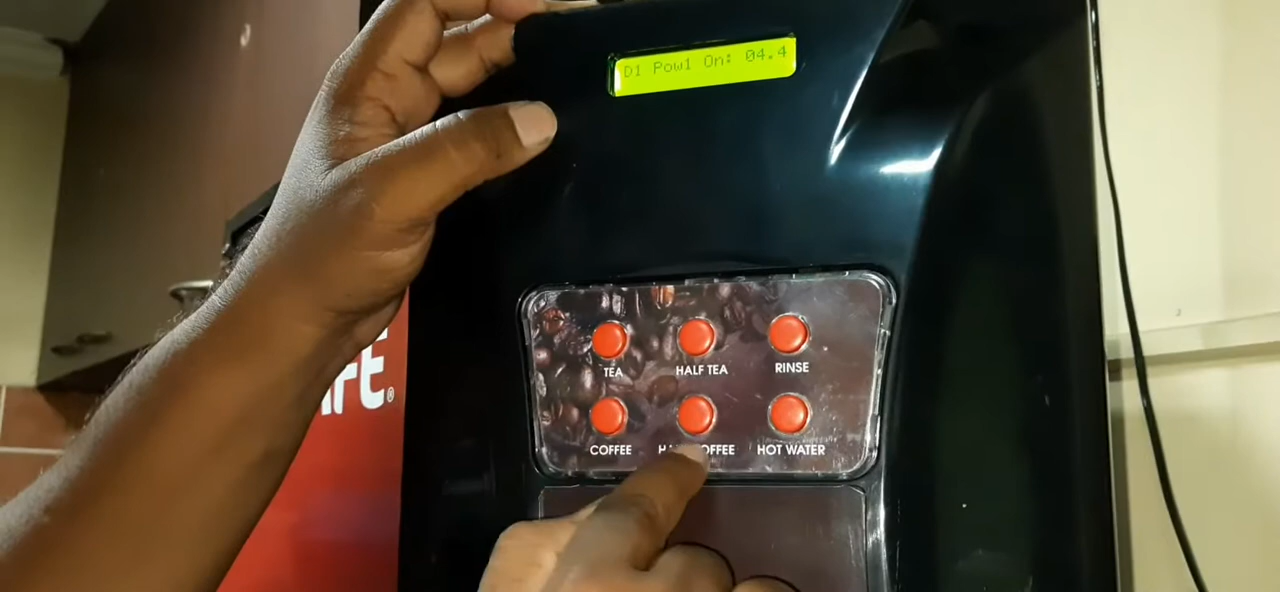 D1 Pow1 On: 04.4
TEA
HALF TEA
RINSE
COFFEE
HOT WATER